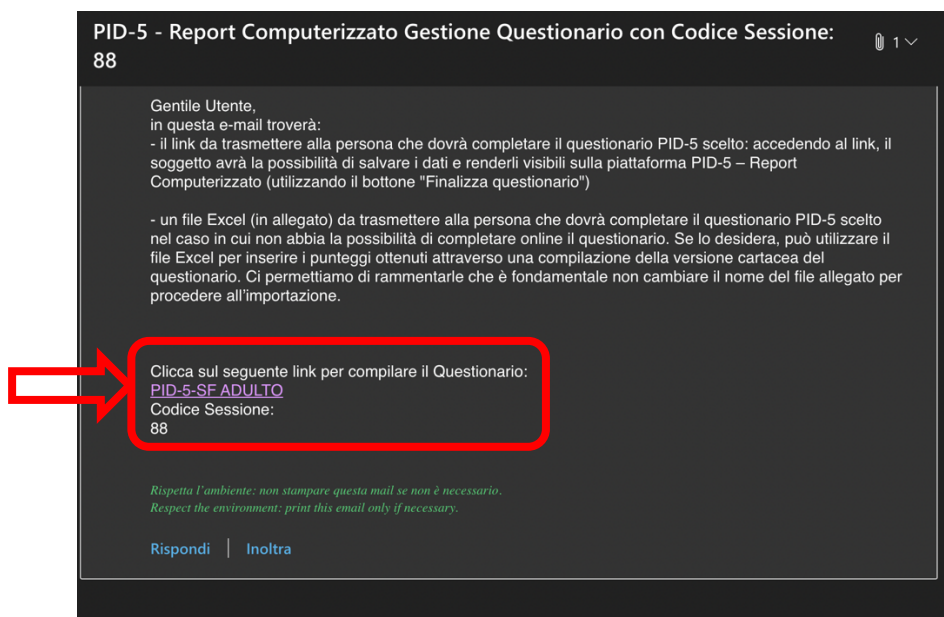 PID-5 - Report Computerizzato Gestione Questionario con Codice Sessione:
88
1
Gentile Utente,
in questa e-mail troverà:
- il link da trasmettere alla persona che dovrà completare il questionario PID-5 scelto: accedendo al link, il
soggetto avrà la possibilità di salvare i dati e renderli visibili sulla piattaforma PID-5 – Report
Computerizzato (utilizzando il bottone "Finalizza questionario")
- un file Excel (in allegato) da trasmettere alla persona che dovrà completare il questionario PID-5 scelto
nel caso in cui non abbia la possibilità di completare online il questionario. Se lo desidera, può utilizzare il
file Excel per inserire i punteggi ottenuti attraverso una compilazione della versione cartacea del
questionario. Ci permettiamo di rammentarle che è fondamentale non cambiare il nome del file allegato per
procedere all'importazione.
Clicca sul seguente link per compilare il Questionario:
PID-5-SF ADULTO
Codice Sessione:
88
Rispetta l'ambiente: non stampare questa mail se non è necessario.
Respect the environment: print this email only if necessary.
Rispondi | Inoltra